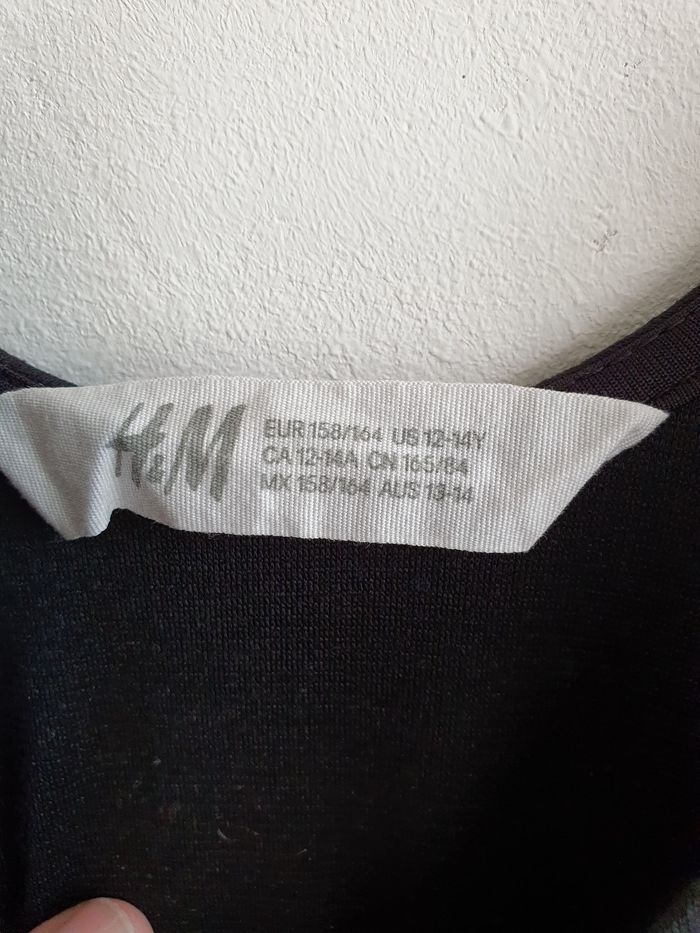 H&M
EUR 158/164 US 12-14Y
CA 12-14A CN 165/84
MX 158/164 AUS 13-14